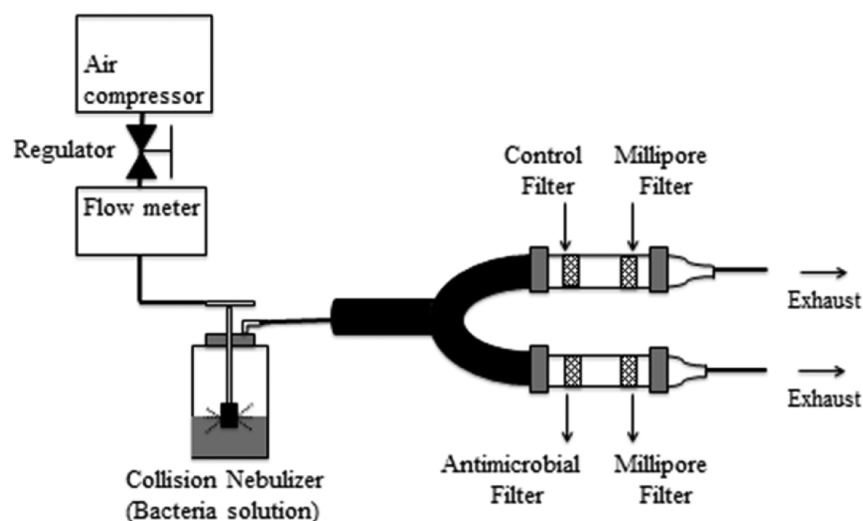 Air
compressor
Regulator
Flow meter
Control
Filter
Millipore
Filter
Exhaust
Exhaust
Antimicrobial
Filter
Millipore
Filter
Collision Nebulizer
(Bacteria solution)